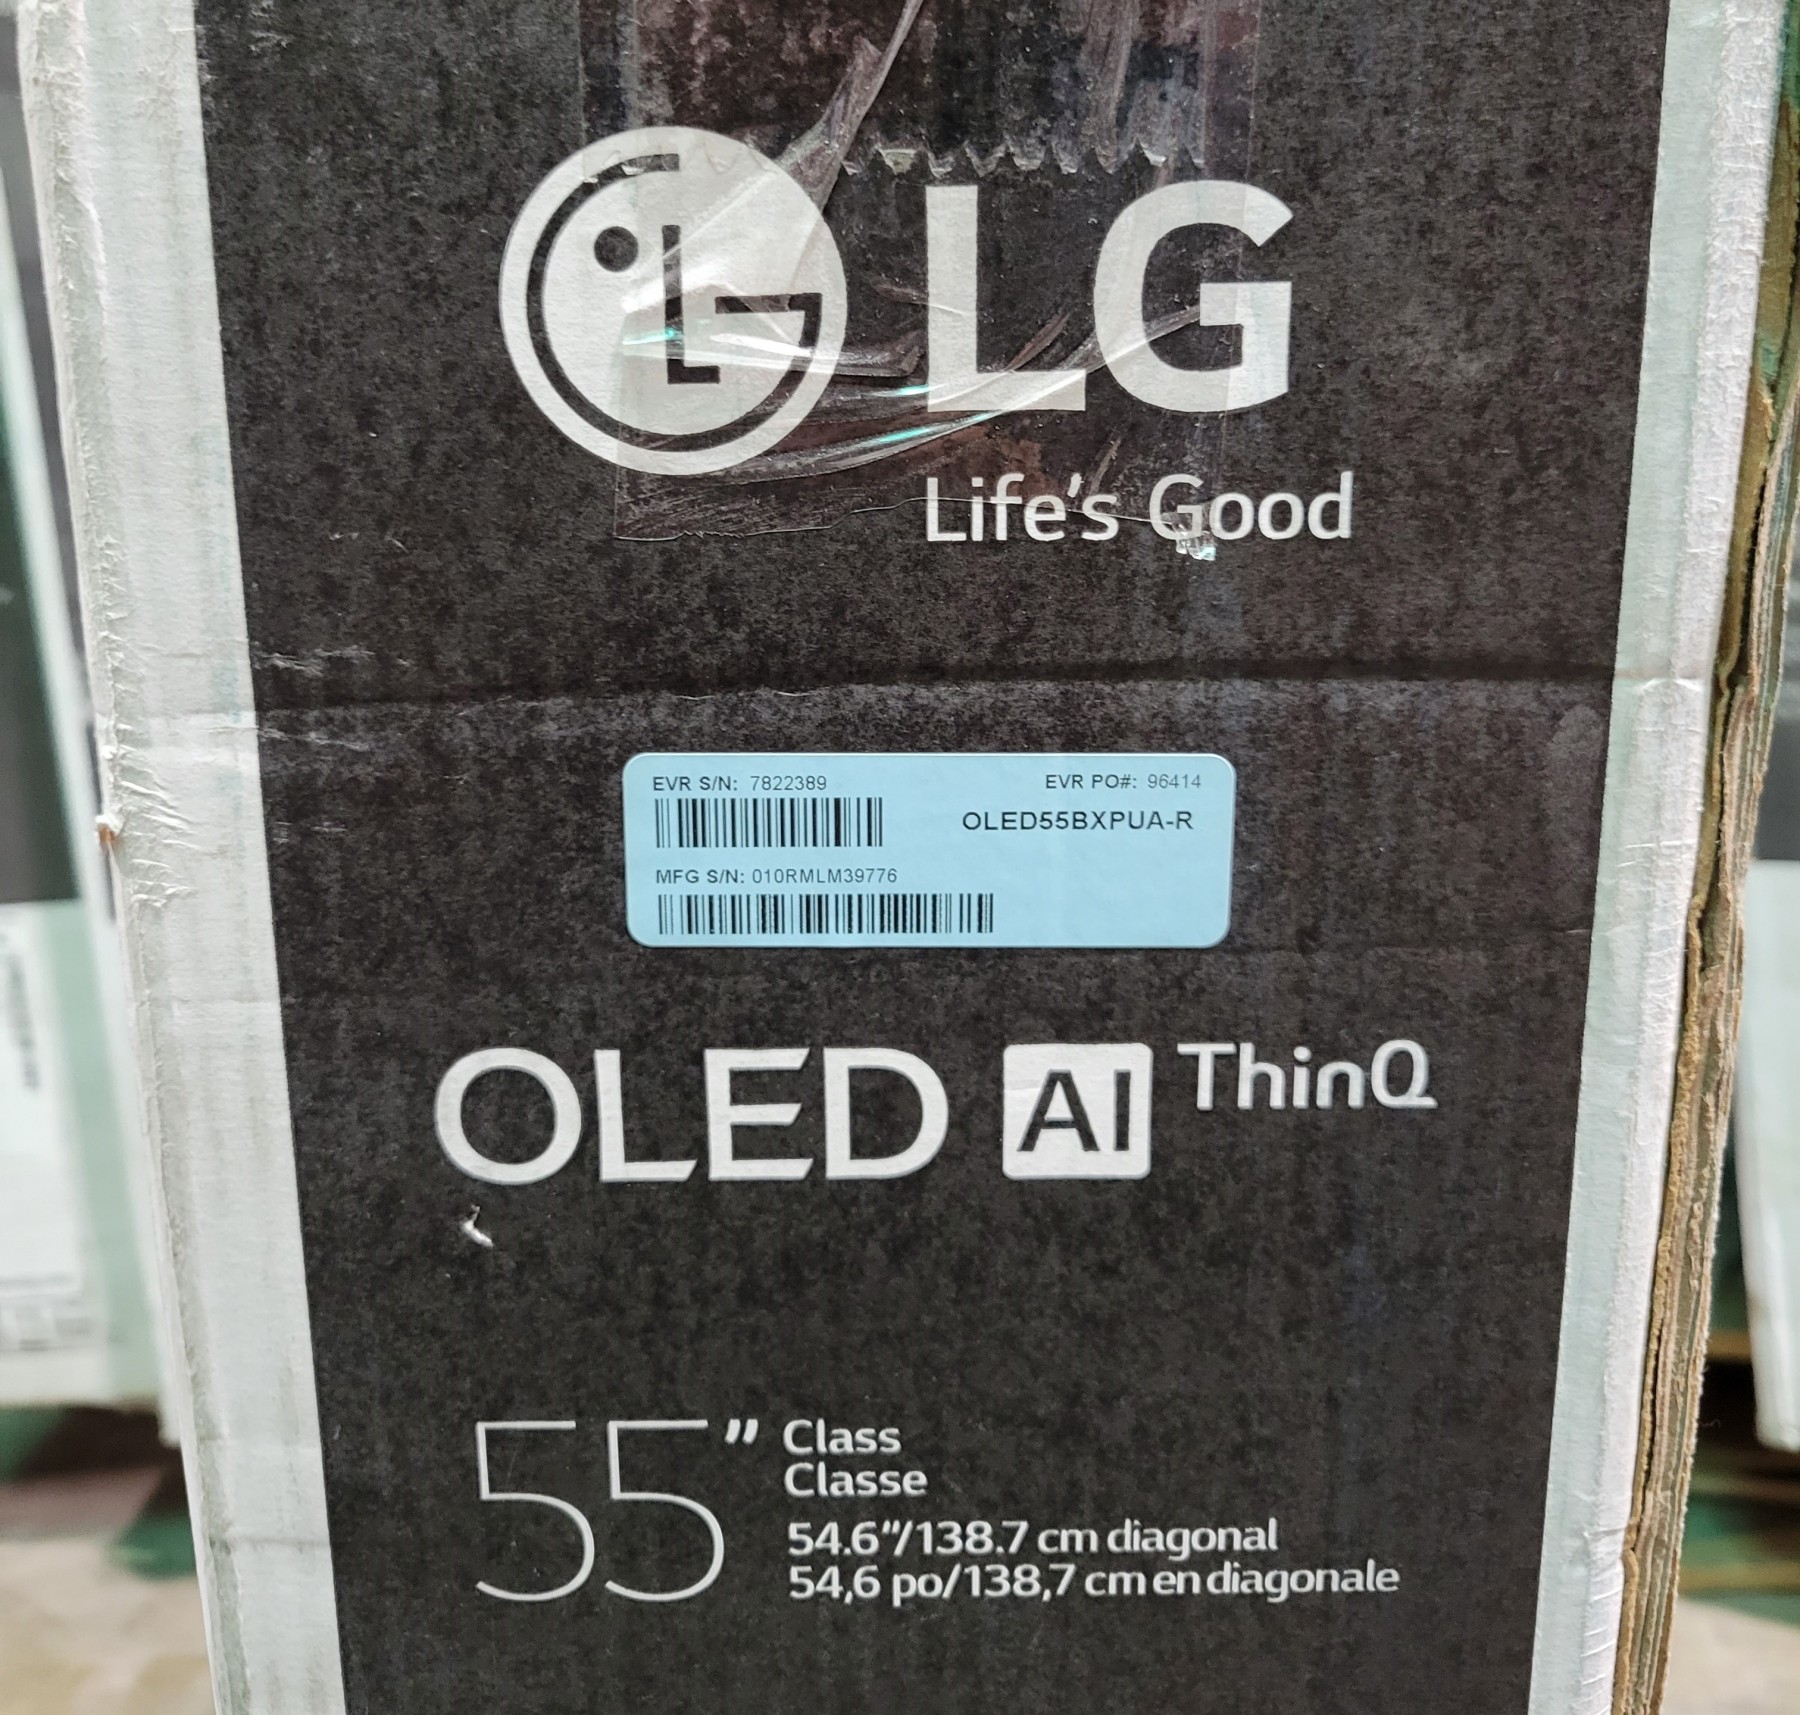 LG
Life's Good
EVR S/N: 7822389
EVR PO#: 96414
OLED55BXPUA-R
MFG S/N: 010RMLM39776
OLED AI ThinQ
55" Class
Classe
54.6"/138.7 cm diagonal
54,6 po/138,7 cm en diagonale